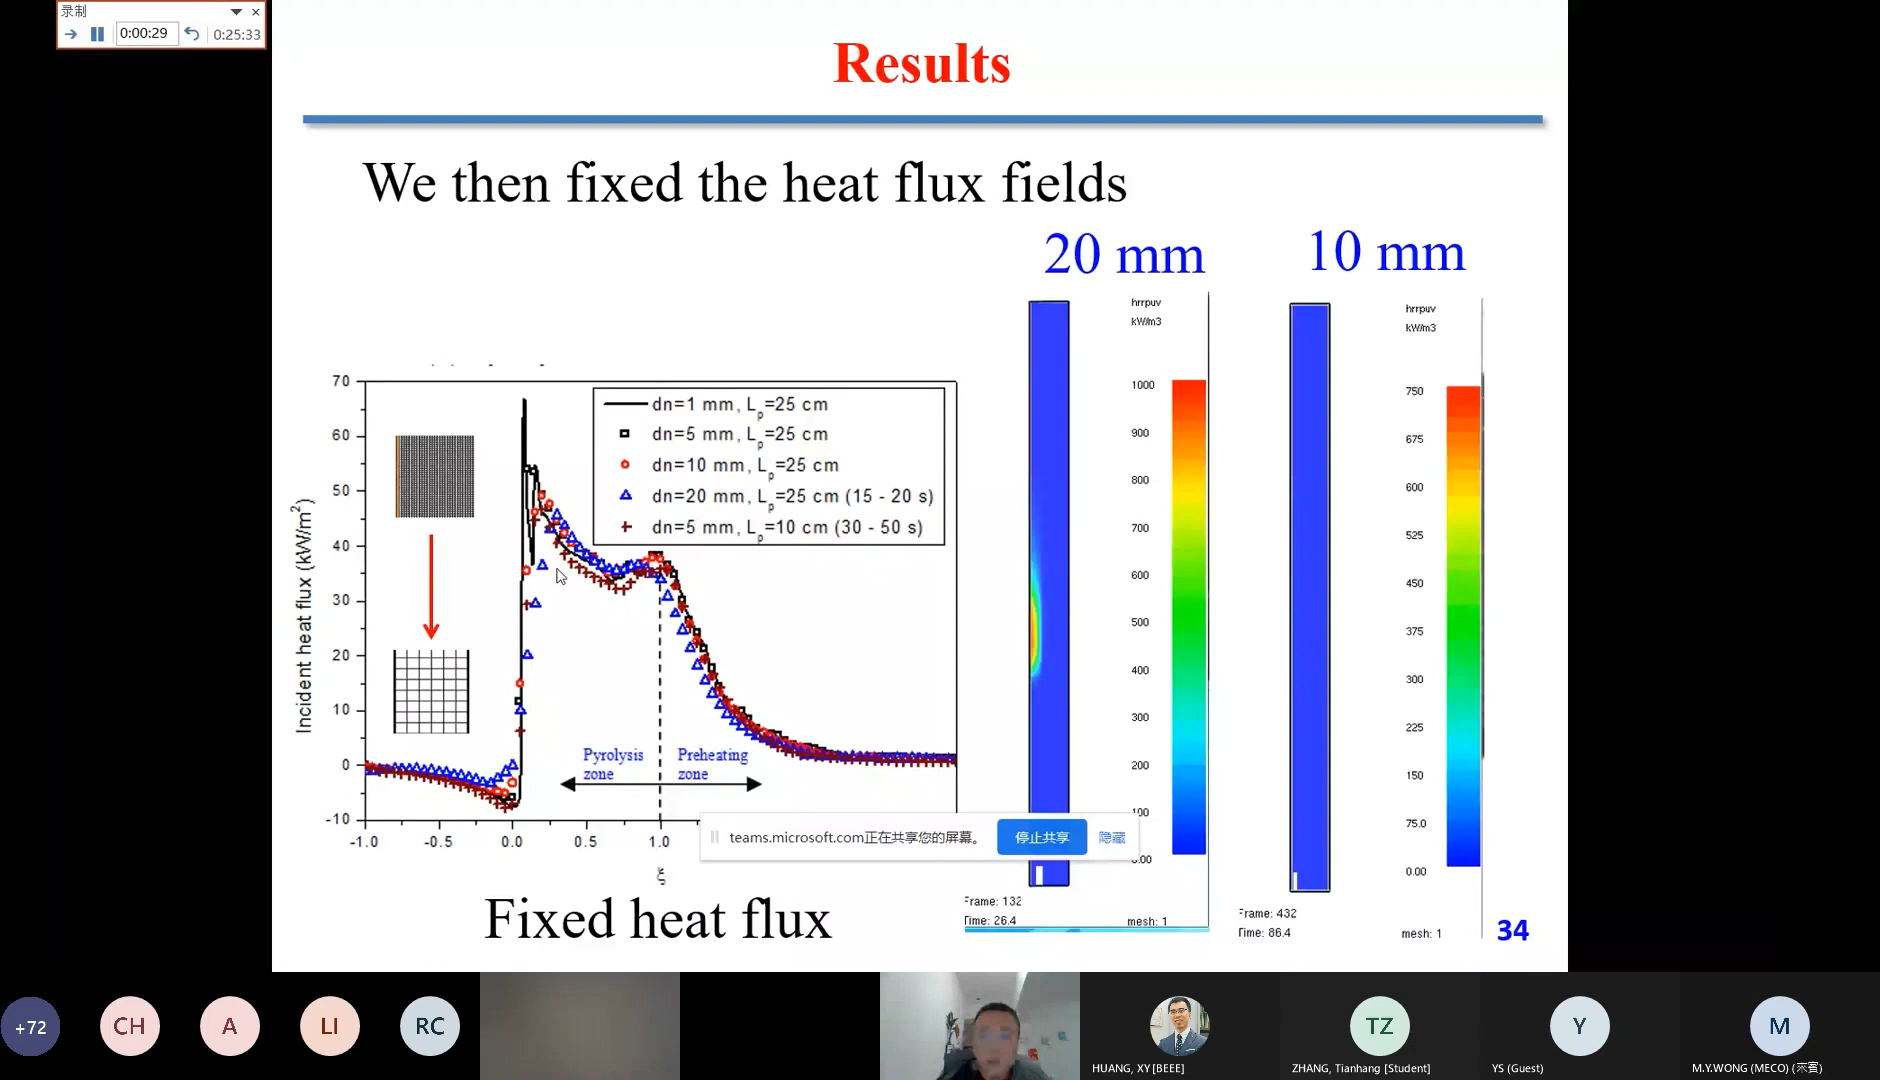 录制
0:00:29
0:25:33
Results
We then fixed the heat flux fields
20 mm
10 mm
hrrpuv
kW/m3
1000
900
800
700
600
500
400
300
200
100
0.00
Frame: 132
Time: 26.4
mesh: 1
hrrpuv
kW/m3
750
675
600
525
450
375
300
225
150
75.0
0.00
Frame: 432
Time: 86.4
mesh: 1
Incident heat flux (kW/m²)
70
60
50
40
30
20
10
0
-10
-1.0
-0.5
0.0
0.5
1.0
ξ
dn=1 mm, Lp=25 cm
dn=5 mm, Lp=25 cm
dn=10 mm, Lp=25 cm
dn=20 mm, Lp=25 cm (15 - 20 s)
dn=5 mm, Lp=10 cm (30 - 50 s)
Pyrolysis
zone
Preheating
zone
teams.microsoft.com正在共享您的屏幕。
停止共享
隐藏
Fixed heat flux
34
+72
CH
A
LI
RC
HUANG, XY [BEEE]
TZ
ZHANG, Tianhang [Student]
Y
YS (Guest)
M
M.Y.WONG (MECO) (来宾)